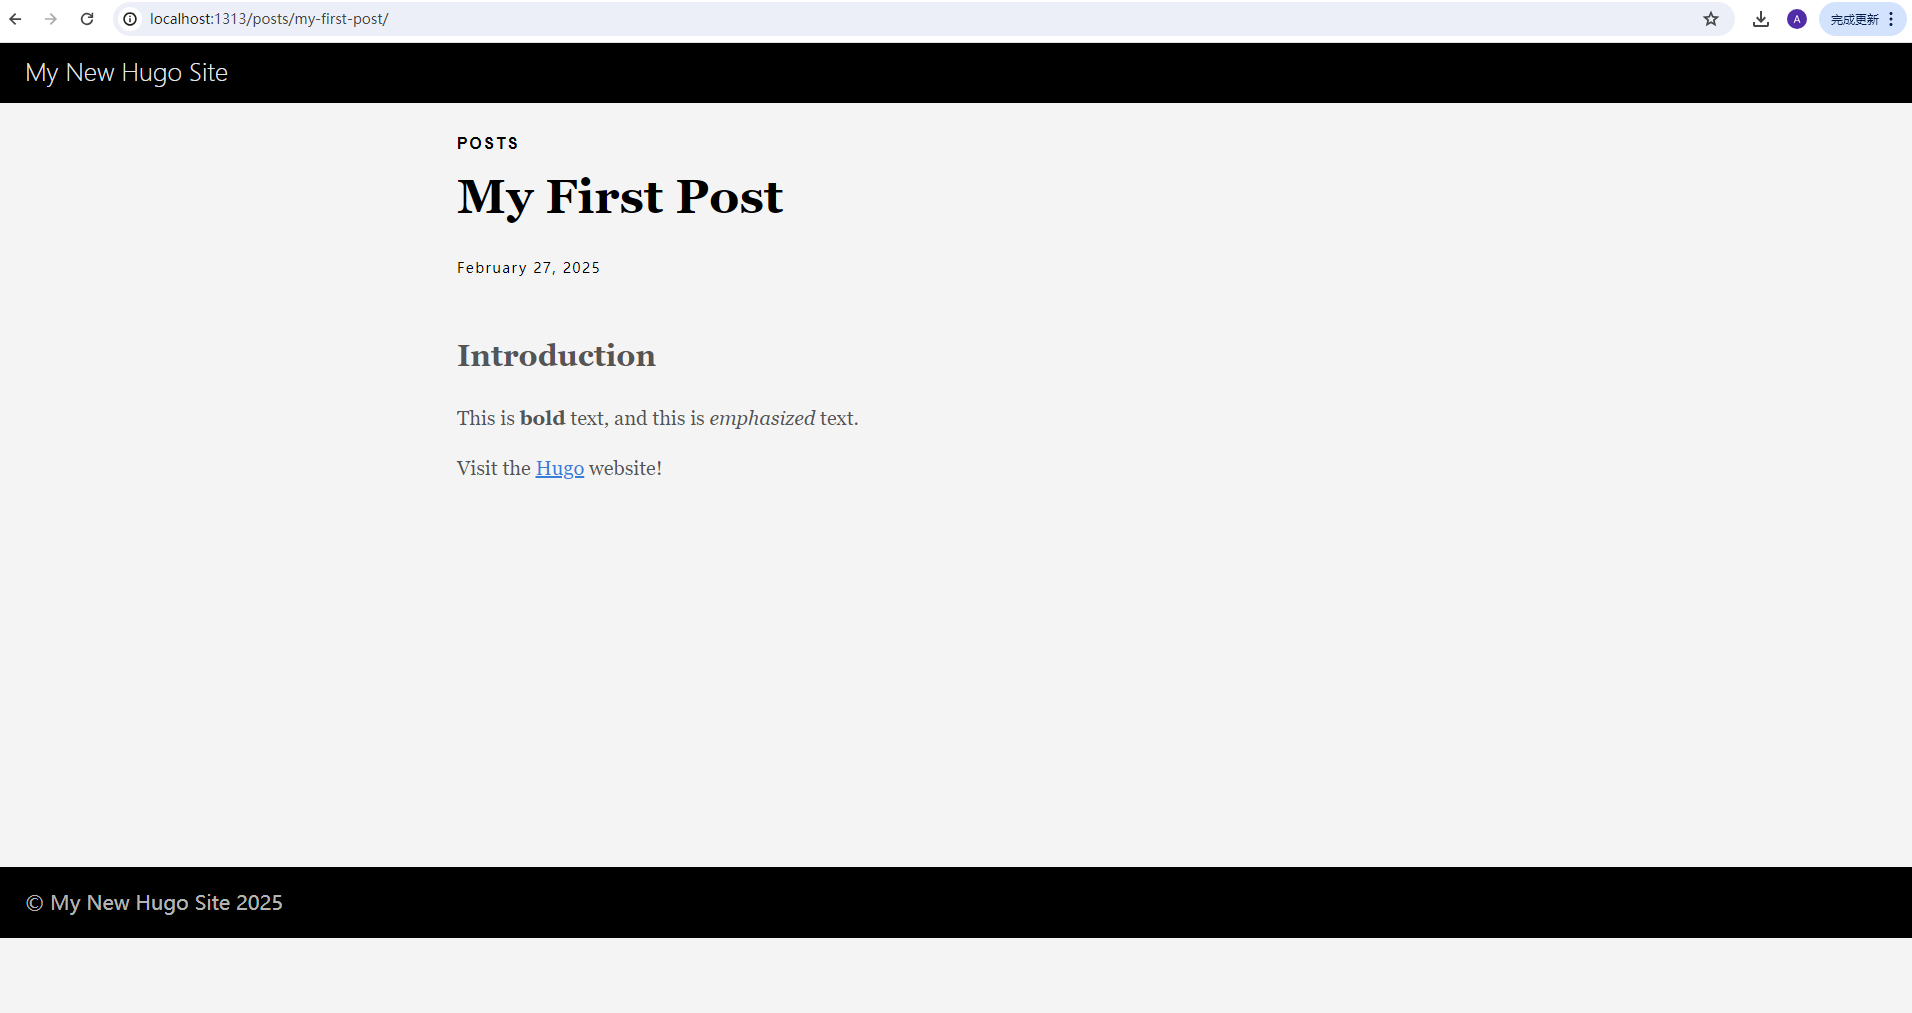 localhost:1313/posts/my-first-post/
A
完成更新
My New Hugo Site
POSTS
My First Post
February 27, 2025
Introduction
This is bold text, and this is emphasized text.
Visit the Hugo website!
© My New Hugo Site 2025